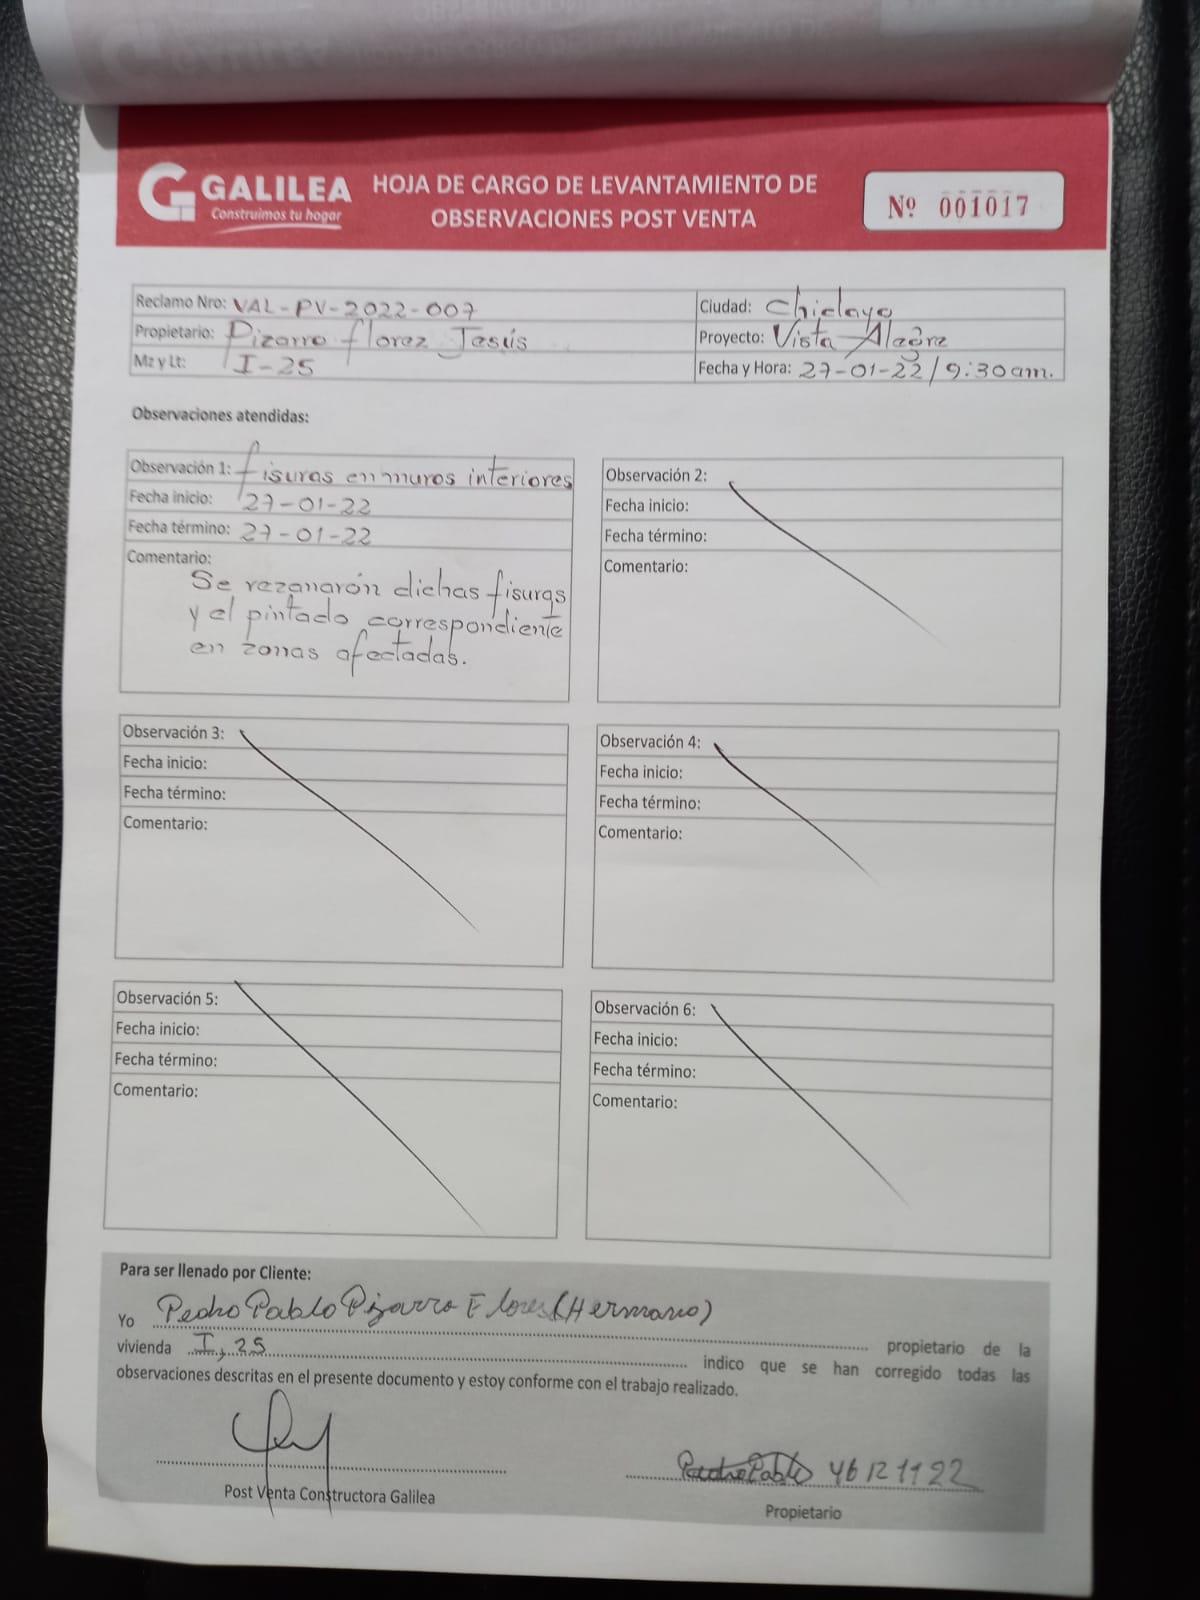 GALILEA
Construimos tu hogar
HOJA DE CARGO DE LEVANTAMIENTO DE
OBSERVACIONES POST VENTA
Nº 001017
Reclamo Nro: VAL-PV-2022-007
Ciudad: Chiclayo
Propietario: Pizarro florez Jesús
Proyecto: Vista Alegre
Mz y Lt: I-25
Fecha y Hora: 27-01-22/9:30am.
Observaciones atendidas:
Observación 1: fisuras en muros interiores
Fecha inicio: 27-01-22
Fecha término: 27-01-22
Comentario:
Se rezanarón dichas fisuras
y el pintado correspondiente
en zonas afectadas.
Observación 2:
Fecha inicio:
Fecha término:
Comentario:
Observación 3:
Fecha inicio:
Fecha término:
Comentario:
Observación 4:
Fecha inicio:
Fecha término:
Comentario:
Observación 5:
Fecha inicio:
Fecha término:
Comentario:
Observación 6:
Fecha inicio:
Fecha término:
Comentario:
Para ser llenado por Cliente:
Yo Pedro Pablo Pizarro Flores (Hermano) propietario de la
vivienda I, 25 indico que se han corregido todas las
observaciones descritas en el presente documento y estoy conforme con el trabajo realizado.
Pedro Pablo 46121122
Post Venta Constructora Galilea
Propietario